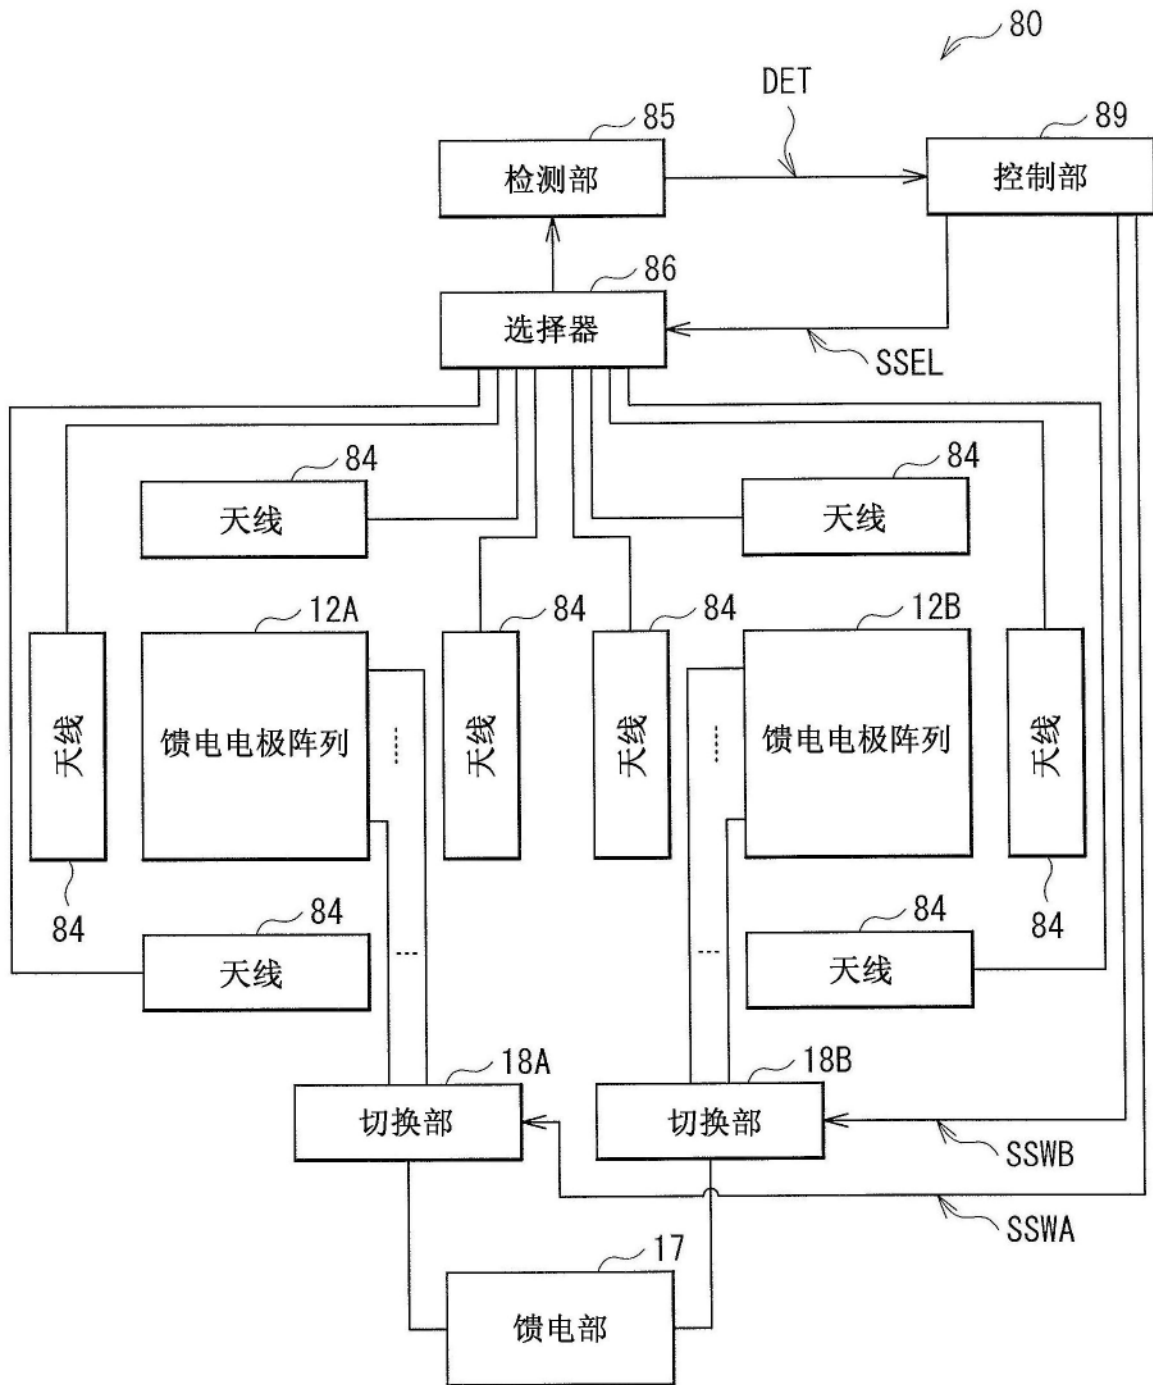 80
DET
85
89
检测部
控制部
86
选择器
SSEL
84
84
天线
天线
12A
84
84
12B
天线
馈电电极阵列
天线
天线
馈电电极阵列
天线
84
84
84
84
天线
天线
18A
18B
切换部
切换部
SSWB
SSWA
17
馈电部